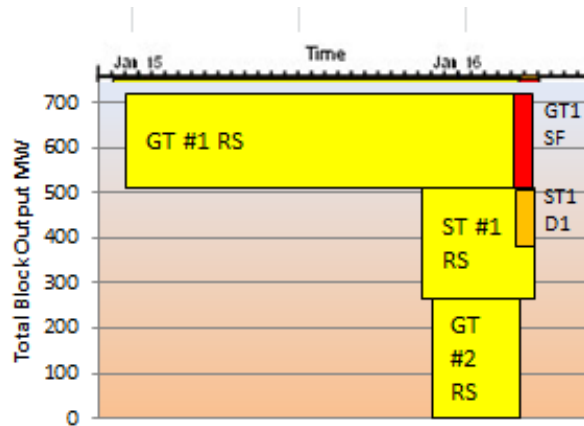 Time
Jan 15
Jan 16
Total Block Output MW
700
600
500
400
300
200
100
0
GT #1 RS
GT1
SF
ST #1
RS
ST1
D1
GT
#2
RS